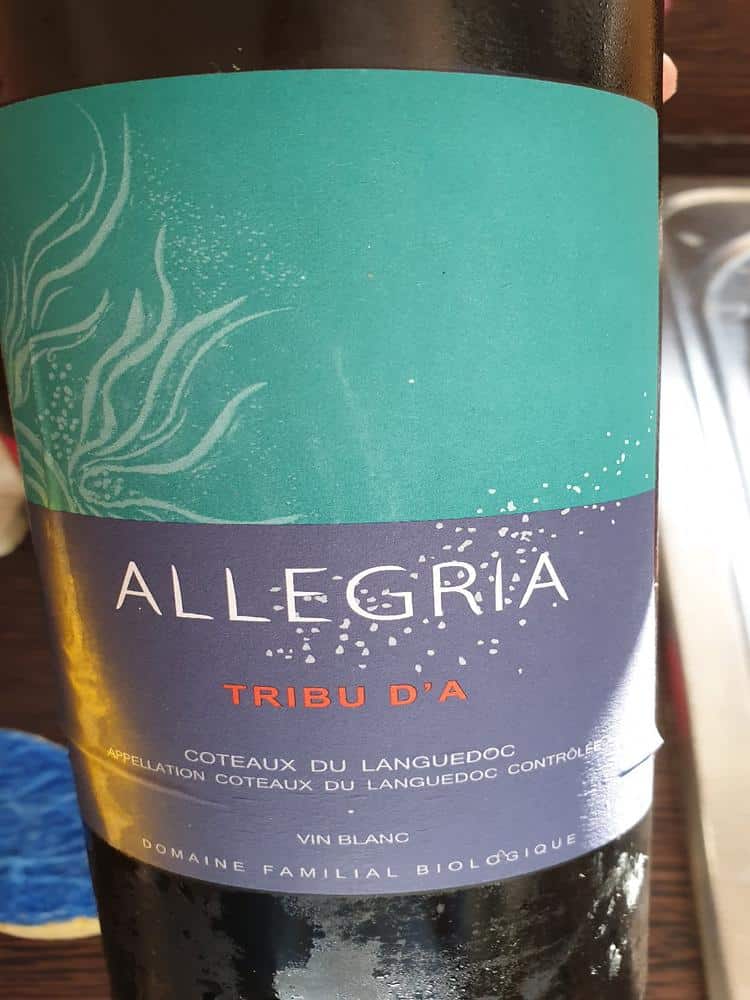 ALLEGRIA
TRIBU D'A
COTEAUX DU LANGUEDOC
APPELLATION COTEAUX DU LANGUEDOC CONTRÔLÉE
VIN BLANC
DOMAINE FAMILIAL BIOLOGIQUE